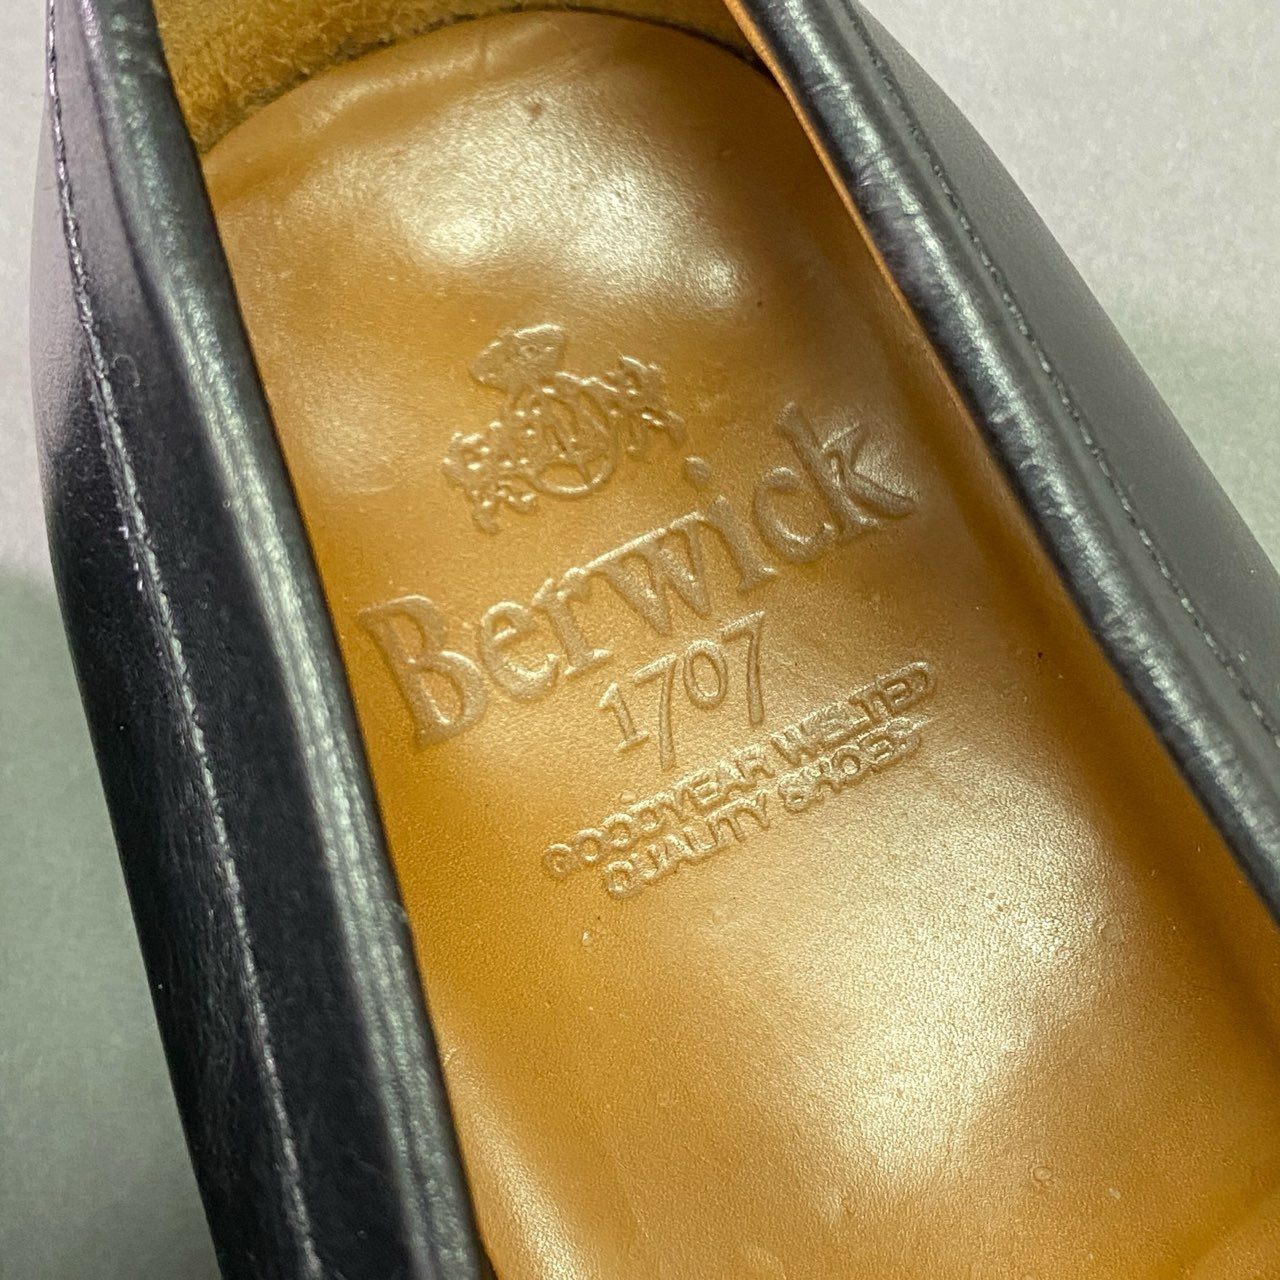 Berwick
1707
GOODYEAR WELTED
QUALITY SHOES